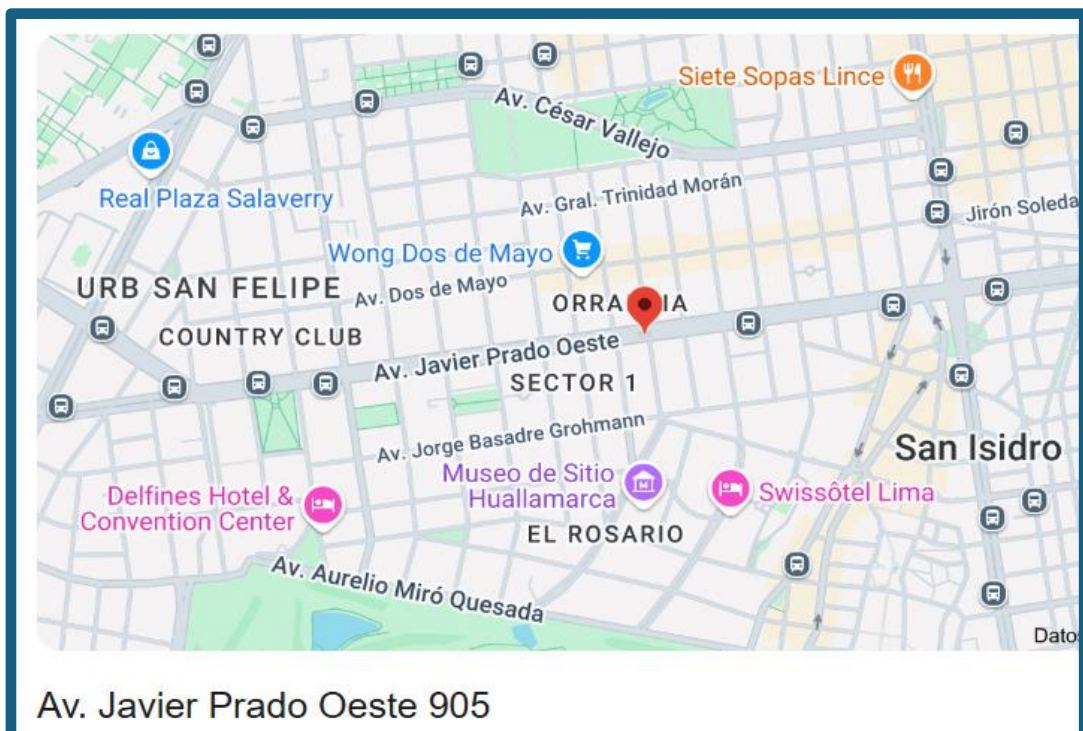 Siete Sopas Lince
Av. César Vallejo
Real Plaza Salaverry
Av. Gral. Trinidad Morán
Jirón Soleda
Wong Dos de Mayo
URB SAN FELIPE
Av. Dos de Mayo
ORRA IA
COUNTRY CLUB
Av. Javier Prado Oeste
SECTOR 1
Av. Jorge Basadre Grohmann
San Isidro
Museo de Sitio
Huallamarca
Delfines Hotel &
Convention Center
Swissôtel Lima
EL ROSARIO
Av. Aurelio Miró Quesada
Datos
Av. Javier Prado Oeste 905